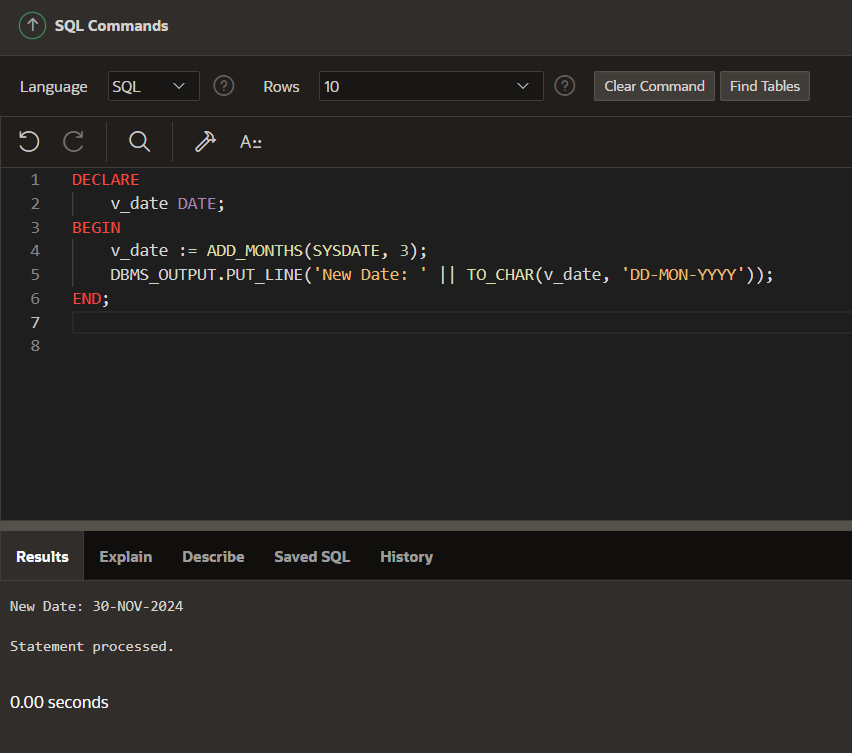 SQL Commands
Language SQL ? Rows 10 ? Clear Command Find Tables
A::
1 DECLARE
2 v_date DATE;
3 BEGIN
4 v_date := ADD_MONTHS(SYSDATE, 3);
5 DBMS_OUTPUT.PUT_LINE('New Date: ' || TO_CHAR(v_date, 'DD-MON-YYYY'));
6 END;
7
8
Results Explain Describe Saved SQL History
New Date: 30-NOV-2024
Statement processed.
0.00 seconds